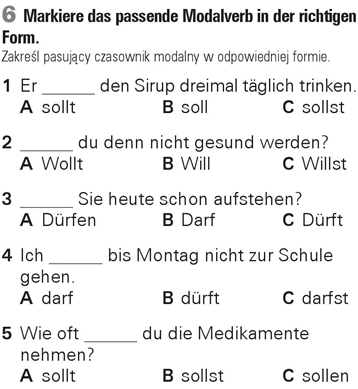 6 Markiere das passende Modalverb in der richtigen
Form.
Zakreśl pasujący czasownik modalny w odpowiedniej formie.
1 Er ______ den Sirup dreimal täglich trinken.
A sollt B soll C sollst
2 ______ du denn nicht gesund werden?
A Wollt B Will C Willst
3 ______ Sie heute schon aufstehen?
A Dürfen B Darf C Dürft
4 Ich ______ bis Montag nicht zur Schule
gehen.
A darf B dürft C darfst
5 Wie oft ______ du die Medikamente
nehmen?
A sollt B sollst C sollen